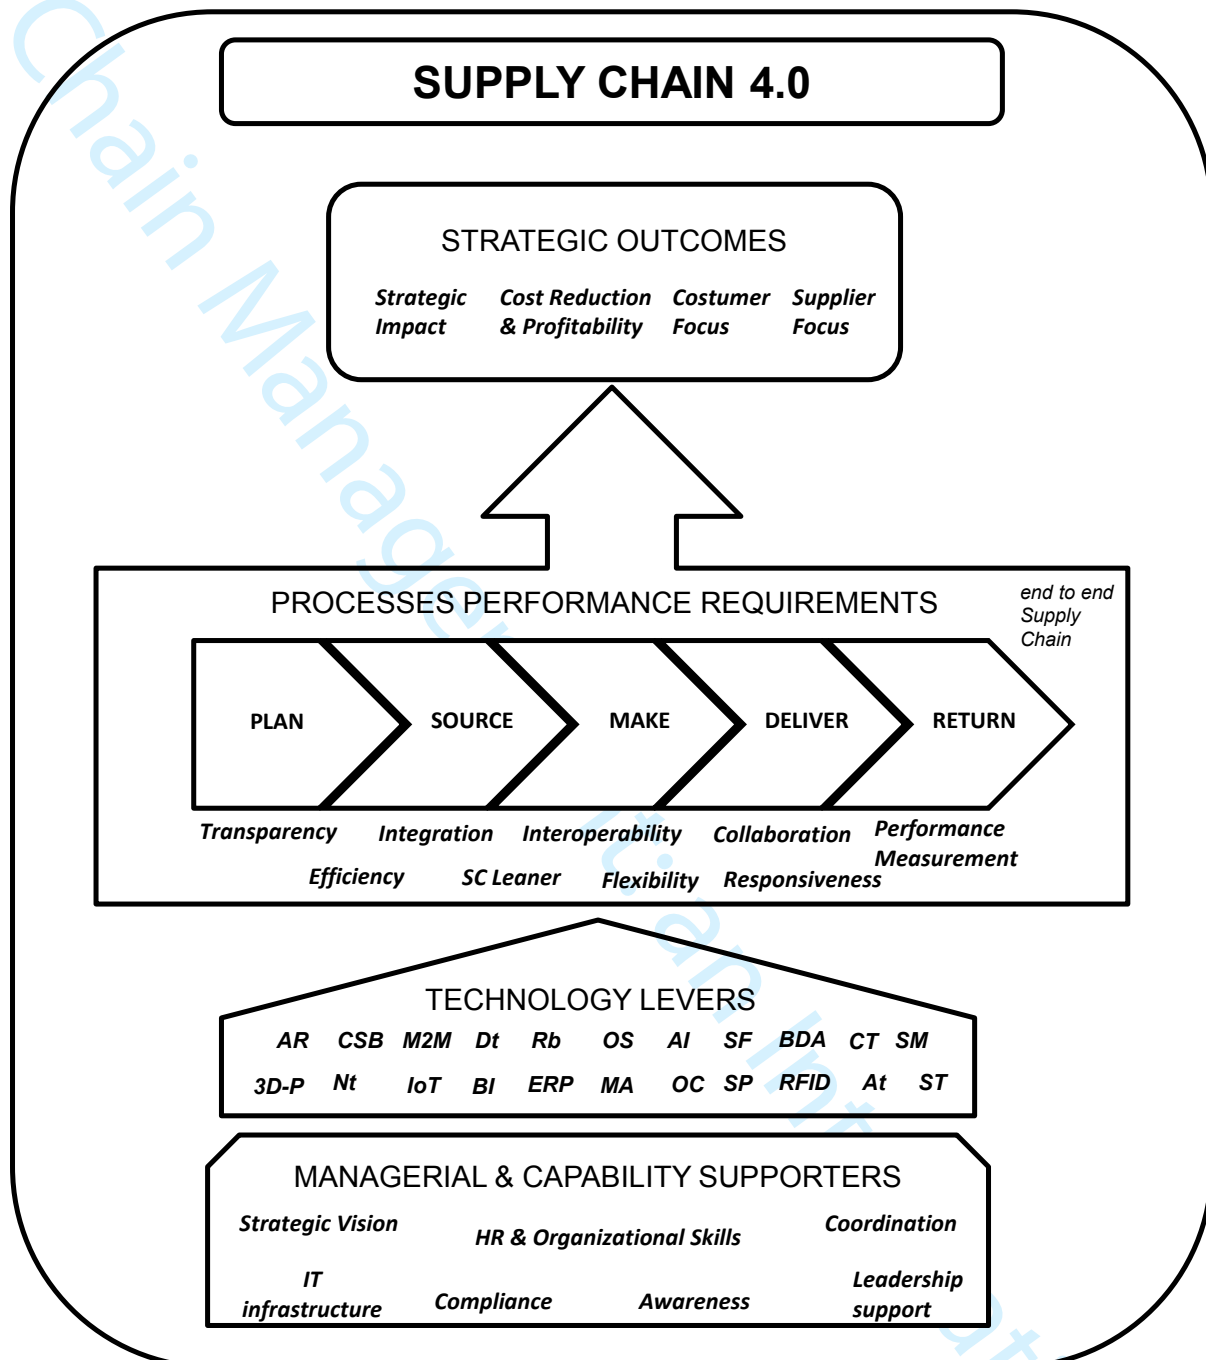 SUPPLY CHAIN 4.0
STRATEGIC OUTCOMES
Strategic Impact
Cost Reduction & Profitability
Costumer Focus
Supplier Focus
PROCESSES PERFORMANCE REQUIREMENTS
end to end
Supply
Chain
PLAN SOURCE MAKE DELIVER RETURN
Transparency Integration Interoperability Collaboration Performance Measurement
Efficiency SC Leaner Flexibility Responsiveness
TECHNOLOGY LEVERS
AR CSB M2M Dt Rb OS AI SF BDA CT SM
3D-P Nt IoT BI ERP MA OC SP RFID At ST
MANAGERIAL & CAPABILITY SUPPORTERS
Strategic Vision HR & Organizational Skills Coordination
IT infrastructure Compliance Awareness Leadership support
Chain Management: an Internat